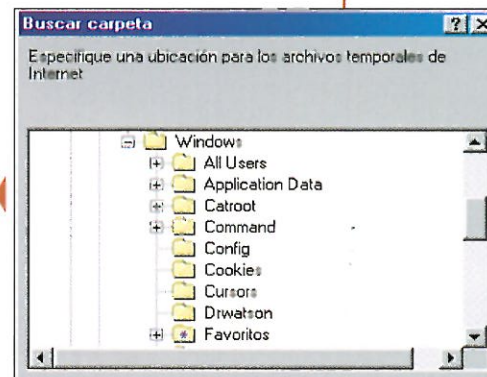 Buscar carpeta
Especifique una ubicación para los archivos temporales de
Internet
Windows
All Users
Application Data
Catroot
Command
Config
Cookies
Cursors
Drwatson
Favoritos